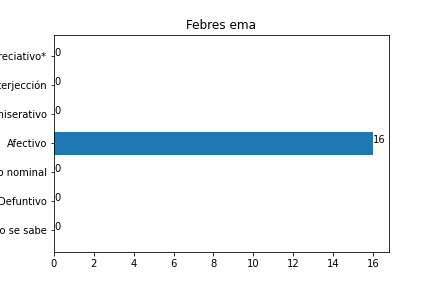 Febres ema
reciativo* 0
terjección 0
niserativo 0
Afectivo 16
o nominal 0
Defuntivo 0
o se sabe 0
0 2 4 6 8 10 12 14 16